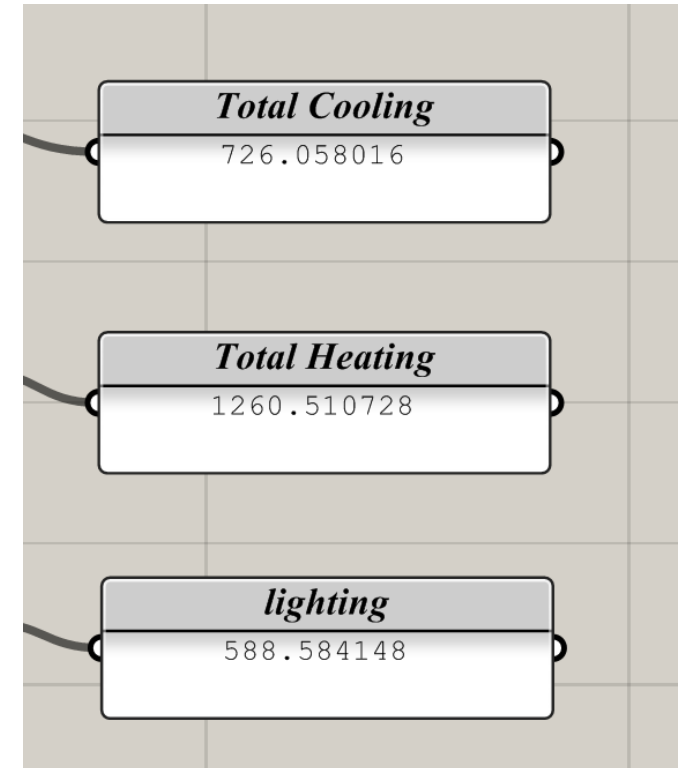 Total Cooling
726.058016
Total Heating
1260.510728
lighting
588.584148